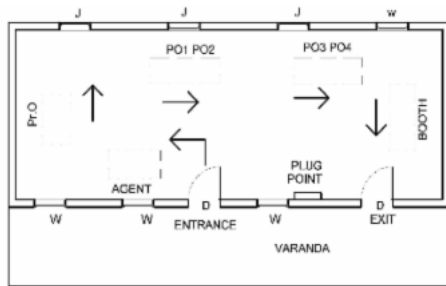 J J J W
PO1 PO2 PO3 PO4
Pr.O
BOOTH
AGENT
PLUG
POINT
W W D W D
ENTRANCE EXIT
VARANDA